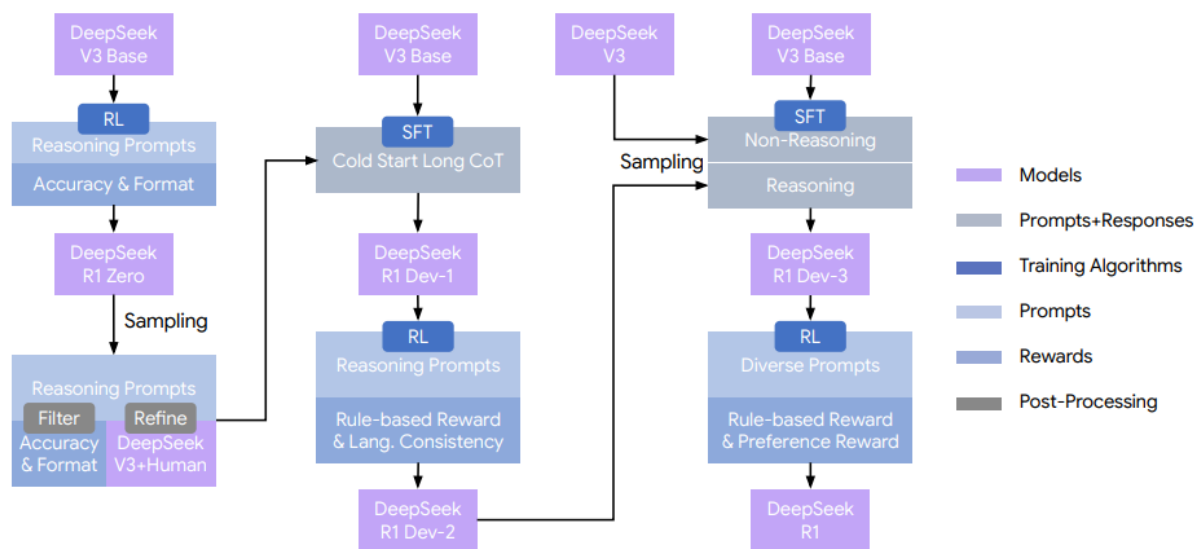 DeepSeek
V3 Base
RL
Reasoning Prompts
Accuracy & Format
DeepSeek
R1 Zero
Sampling
Reasoning Prompts
Filter
Refine
Accuracy
& Format
DeepSeek
V3+Human
DeepSeek
V3 Base
SFT
Cold Start Long CoT
DeepSeek
R1 Dev-1
RL
Reasoning Prompts
Rule-based Reward
& Lang. Consistency
DeepSeek
R1 Dev-2
DeepSeek
V3
DeepSeek
V3 Base
SFT
Non-Reasoning
Sampling
Reasoning
DeepSeek
R1 Dev-3
RL
Diverse Prompts
Rule-based Reward
& Preference Reward
DeepSeek
R1
Models
Prompts+Responses
Training Algorithms
Prompts
Rewards
Post-Processing